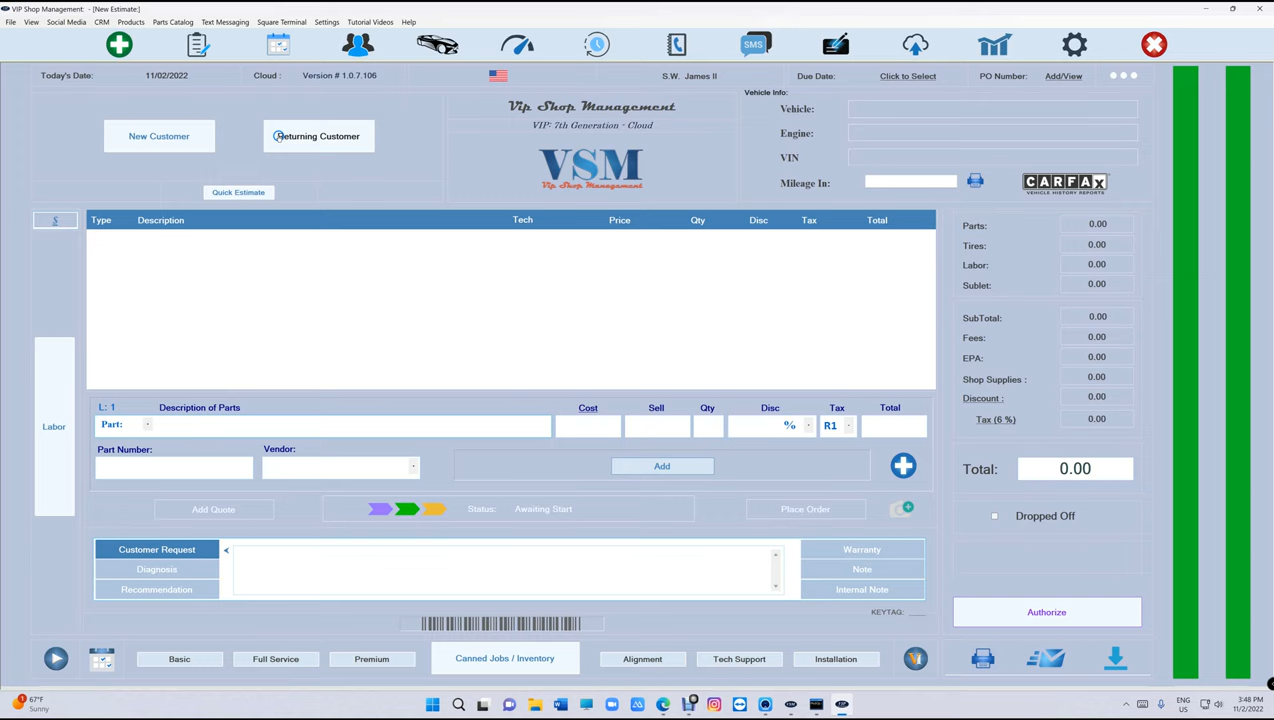 VIP Shop Management: - [New Estimate:]
File View Social Media CRM Products Parts Catalog Text Messaging Square Terminal Settings Tutorial Videos Help
SMS
Today's Date: 11/02/2022 Cloud : Version # 1.0.7.106 S.W. James II Due Date: Click to Select PO Number: Add/View
New Customer
Returning Customer
Quick Estimate
Vip Shop Management
VIP: 7th Generation - Cloud
VSM
Vip Shop Management
Vehicle Info:
Vehicle:
Engine:
VIN
Mileage In:
CARFAX
VEHICLE HISTORY REPORTS
S
Type Description Tech Price Qty Disc Tax Total
Labor
Parts: 0.00
Tires: 0.00
Labor: 0.00
Sublet: 0.00
SubTotal: 0.00
Fees: 0.00
EPA: 0.00
Shop Supplies : 0.00
Discount : 0.00
Tax (6 %) 0.00
Total: 0.00
Dropped Off
Authorize
L: 1 Description of Parts Cost Sell Qty Disc Tax Total
Part: % R1
Part Number: Vendor:
Add
Add Quote Status: Awaiting Start Place Order
Customer Request
Diagnosis
Recommendation
Warranty
Note
Internal Note
KEYTAG: ___
Basic Full Service Premium Canned Jobs / Inventory Alignment Tech Support Installation
67°F
Sunny
ENG
US
3:48 PM
11/2/2022